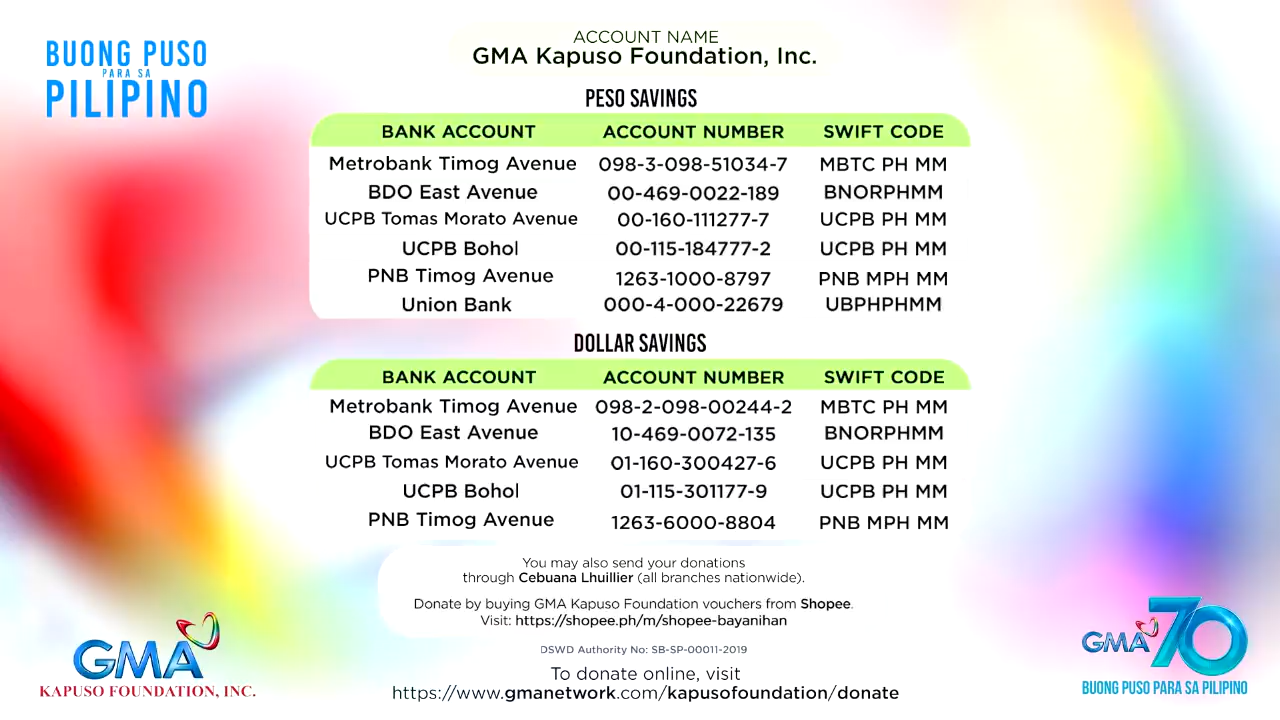 BUONG PUSO
PARA SA
PILIPINO
ACCOUNT NAME
GMA Kapuso Foundation, Inc.
PESO SAVINGS
BANK ACCOUNT ACCOUNT NUMBER SWIFT CODE
Metrobank Timog Avenue 098-3-098-51034-7 MBTC PH MM
BDO East Avenue 00-469-0022-189 BNORPHMM
UCPB Tomas Morato Avenue 00-160-111277-7 UCPB PH MM
UCPB Bohol 00-115-184777-2 UCPB PH MM
PNB Timog Avenue 1263-1000-8797 PNB MPH MM
Union Bank 000-4-000-22679 UBPHPHMM
DOLLAR SAVINGS
BANK ACCOUNT ACCOUNT NUMBER SWIFT CODE
Metrobank Timog Avenue 098-2-098-00244-2 MBTC PH MM
BDO East Avenue 10-469-0072-135 BNORPHMM
UCPB Tomas Morato Avenue 01-160-300427-6 UCPB PH MM
UCPB Bohol 01-115-301177-9 UCPB PH MM
PNB Timog Avenue 1263-6000-8804 PNB MPH MM
You may also send your donations
through Cebuana Lhuillier (all branches nationwide).
Donate by buying GMA Kapuso Foundation vouchers from Shopee.
Visit: https://shopee.ph/m/shopee-bayanihan
DSWD Authority No: SB-SP-00011-2019
To donate online, visit
https://www.gmanetwork.com/kapusofoundation/donate
GMA
KAPUSO FOUNDATION, INC.
GMA 70
BUONG PUSO PARA SA PILIPINO